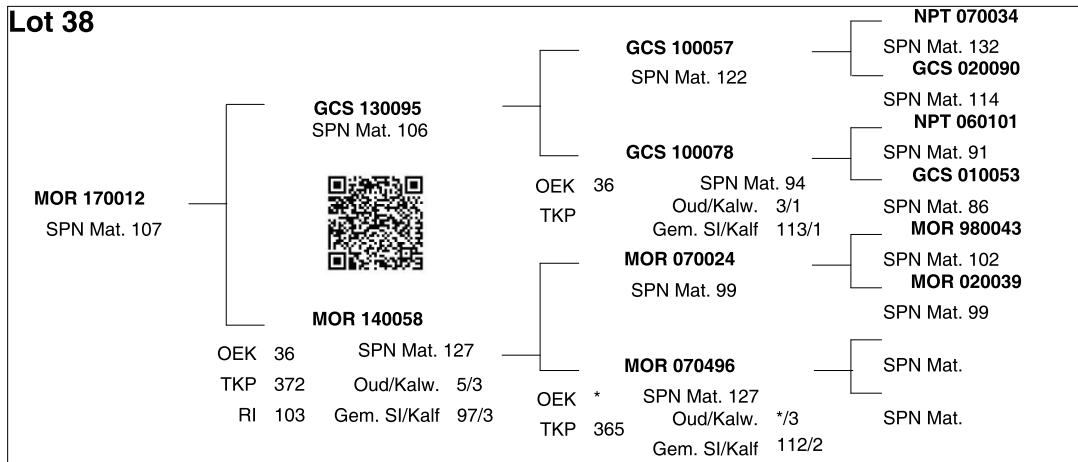 Lot 38
NPT 070034
GCS 100057
SPN Mat. 132
SPN Mat. 122
GCS 020090
SPN Mat. 114
GCS 130095
SPN Mat. 106
NPT 060101
GCS 100078
SPN Mat. 91
OEK 36 SPN Mat. 94
GCS 010053
TKP Oud/Kalw. 3/1
SPN Mat. 86
Gem. SI/Kalf 113/1
MOR 170012
SPN Mat. 107
MOR 980043
MOR 070024
SPN Mat. 102
SPN Mat. 99
MOR 020039
SPN Mat. 99
MOR 140058
OEK 36 SPN Mat. 127
TKP 372 Oud/Kalw. 5/3
RI 103 Gem. SI/Kalf 97/3
MOR 070496
SPN Mat.
OEK * SPN Mat. 127
TKP 365 Oud/Kalw. */3
SPN Mat.
Gem. SI/Kalf 112/2